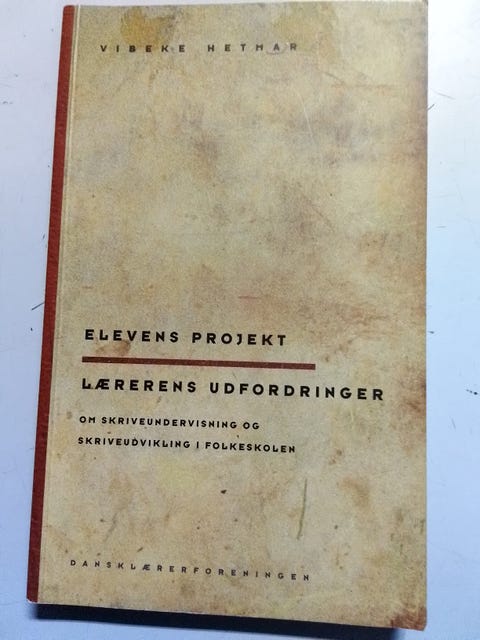 VIBEKE HETMAR
ELEVENS PROJEKT
LÆRERENS UDFORDRINGER
OM SKRIVEUNDERVISNING OG
SKRIVEUDVIKLING I FOLKESKOLEN
DANSKLÆRERFORENINGEN